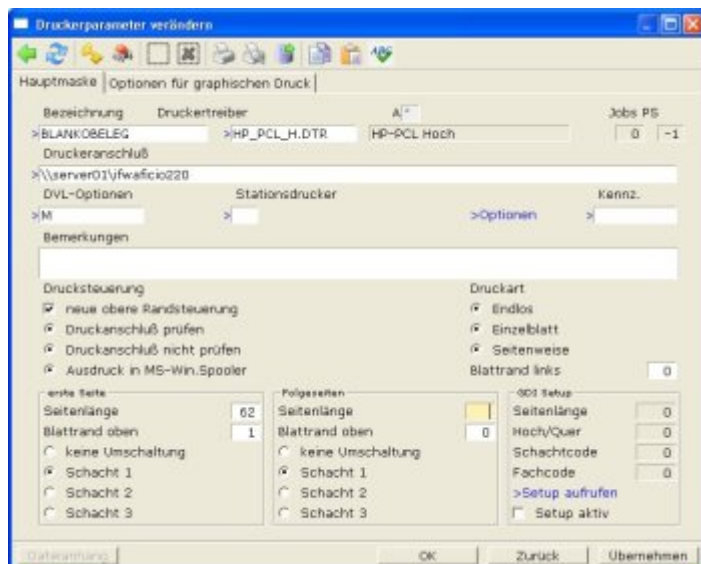 Druckerparameter verändern
Hauptmaske Optionen für graphischen Druck
Bezeichnung Druckertreiber A Jobs PS
>BLANKOBELEG >HP_PCL_H.DTR * HP-PCL Hoch 0 -1
Druckeranschluß
>\\server01\ifwaficio220
DVL-Optionen Stationsdrucker Kennz.
>M > >Optionen >
Bemerkungen
Drucksteuerung Druckart
neue obere Randsteuerung Endlos
Druckanschluß prüfen Einzelblatt
Druckanschluß nicht prüfen Seitenweise
Ausdruck in MS-Win.Spooler Blattrand links 0
erste Seite Folgeseiten GDI Setup
Seitenlänge 62 Seitenlänge Seitenlänge 0
Blattrand oben 1 Blattrand oben 0 Hoch/Quer 0
keine Umschaltung keine Umschaltung Schachtcode 0
Schacht 1 Schacht 1 Fachcode 0
Schacht 2 Schacht 2 >Setup aufrufen
Schacht 3 Schacht 3 Setup aktiv
Dateianhang OK Zurück Übernehmen